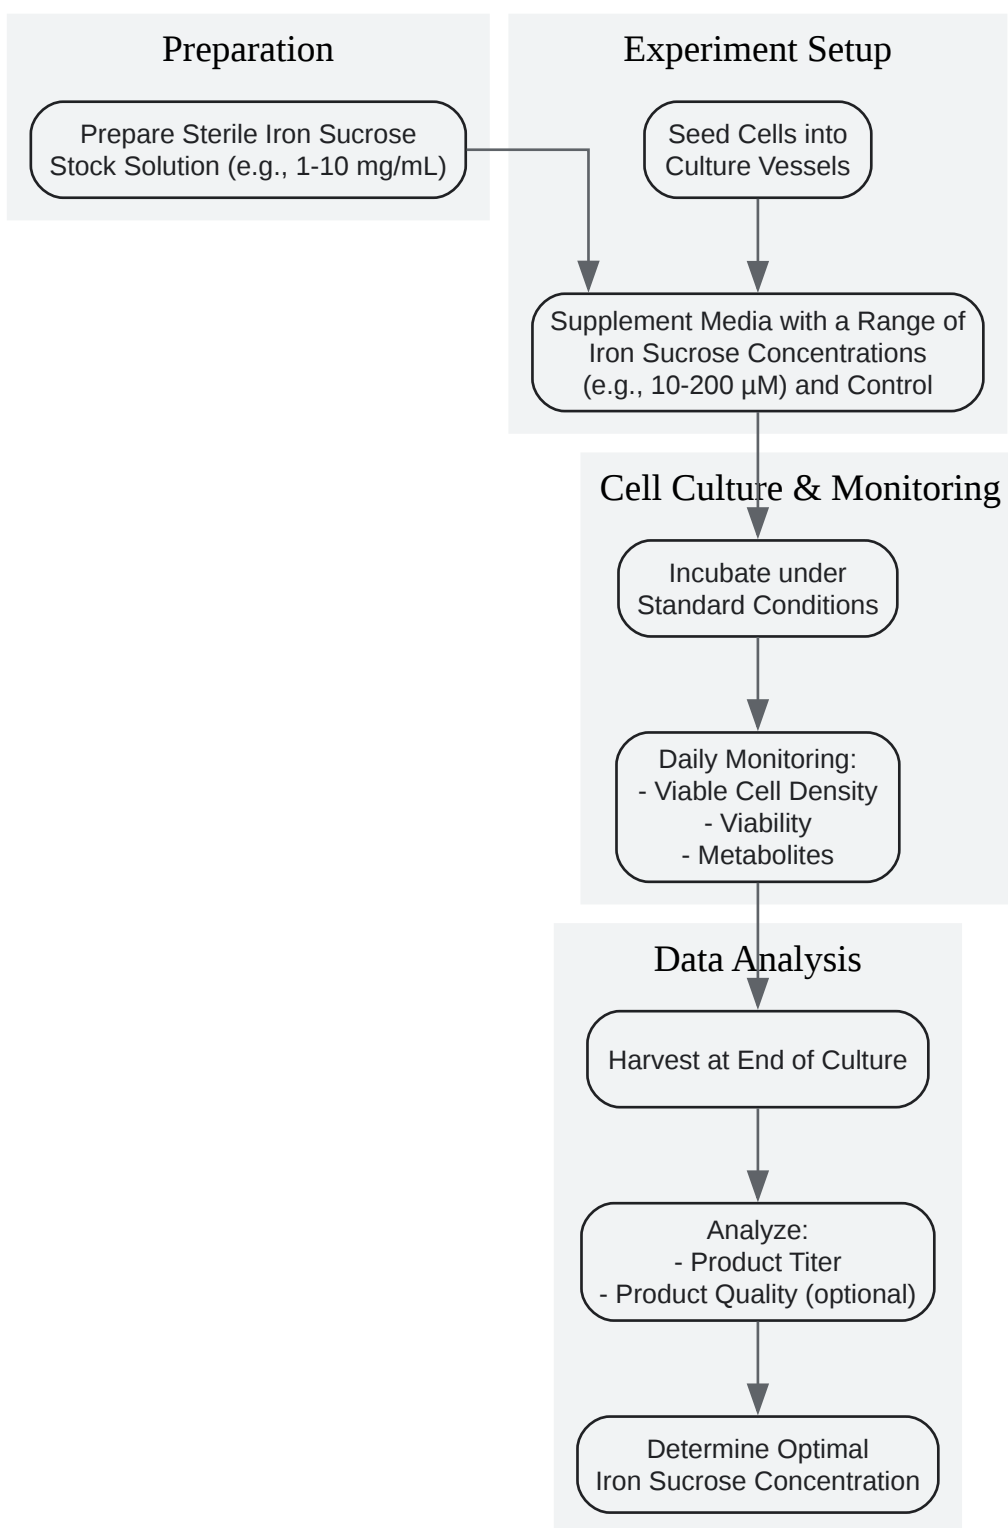 Preparation
Prepare Sterile Iron Sucrose
Stock Solution (e.g., 1-10 mg/mL)
Experiment Setup
Seed Cells into
Culture Vessels
Supplement Media with a Range of
Iron Sucrose Concentrations
(e.g., 10-200 µM) and Control
Cell Culture & Monitoring
Incubate under
Standard Conditions
Daily Monitoring:
- Viable Cell Density
- Viability
- Metabolites
Data Analysis
Harvest at End of Culture
Analyze:
- Product Titer
- Product Quality (optional)
Determine Optimal
Iron Sucrose Concentration